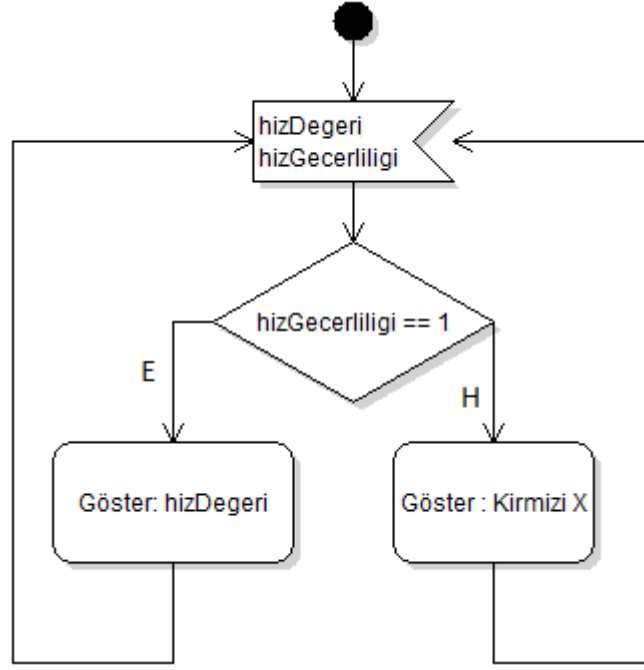 hizDegeri
hizGecerliligi
hizGecerliligi == 1
E
H
Göster: hizDegeri
Göster : Kirmizi X